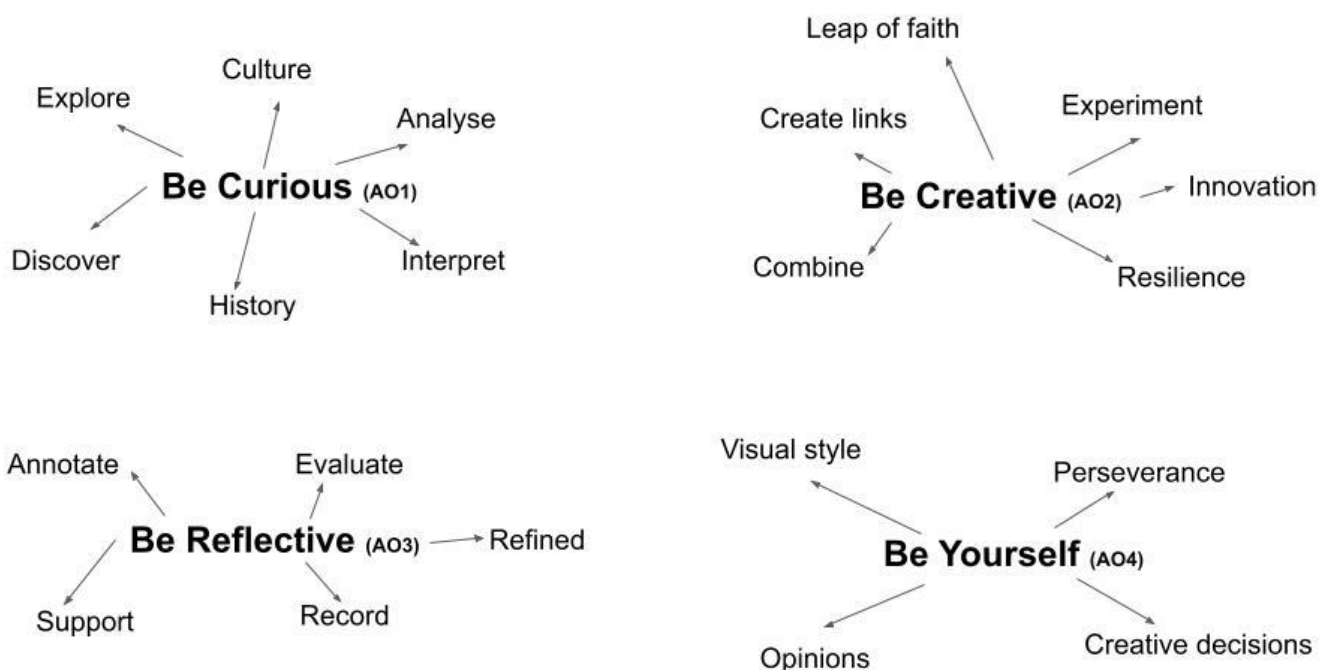 Culture
Explore
Analyse
Be Curious (AO1)
Discover
Interpret
History
Leap of faith
Create links
Experiment
Be Creative (AO2)
Innovation
Combine
Resilience
Annotate
Evaluate
Be Reflective (AO3)
Refined
Support
Record
Visual style
Perseverance
Be Yourself (AO4)
Opinions
Creative decisions